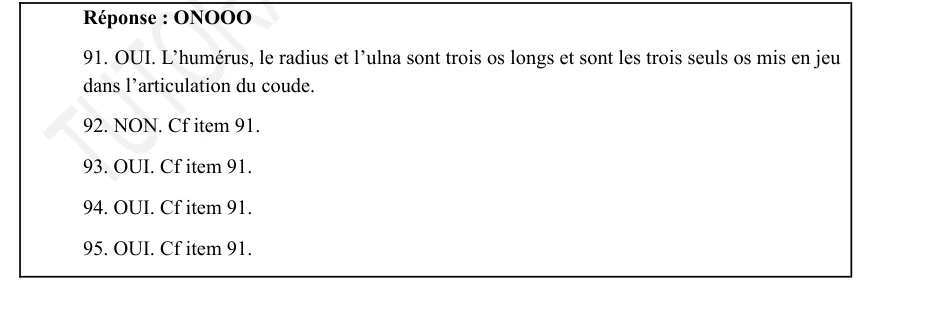 Réponse : ONOOO
91. OUI. L’humérus, le radius et l’ulna sont trois os longs et sont les trois seuls os mis en jeu
dans l’articulation du coude.
92. NON. Cf item 91.
93. OUI. Cf item 91.
94. OUI. Cf item 91.
95. OUI. Cf item 91.